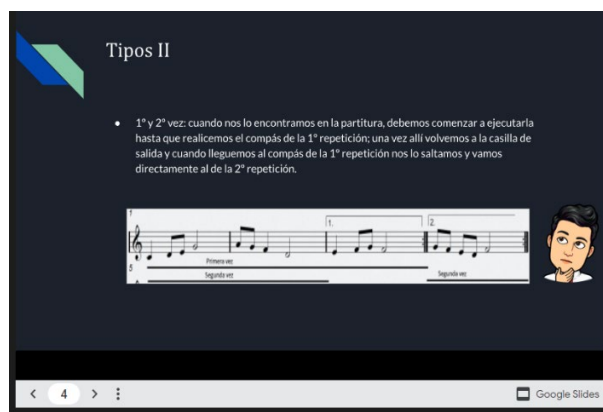 Tipos II
● 1º y 2º vez: cuando nos lo encontramos en la partitura, debemos comenzar a ejecutarla
hasta que realicemos el compás de la 1º repetición; una vez allí volvemos a la casilla de
salida y cuando lleguemos al compás de la 1º repetición nos lo saltamos y vamos
directamente al de la 2º repetición.
1
1.
2
Primera vez
5
Segunda vez
Segunda vez
4
Google Slides